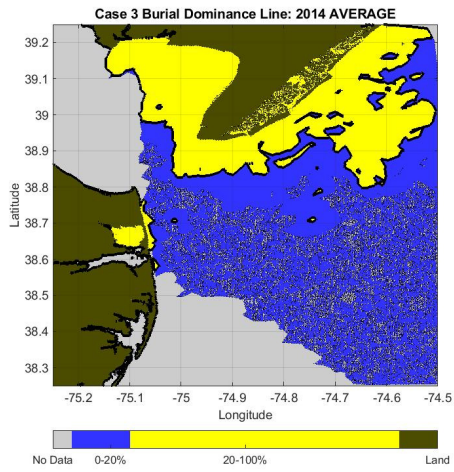 Case 3 Burial Dominance Line: 2014 AVERAGE
39.2
39.1
39
38.9
38.8
38.7
38.6
38.5
38.4
38.3
Latitude
-75.2 -75.1 -75 -74.9 -74.8 -74.7 -74.6 -74.5
Longitude
No Data 0-20% 20-100% Land